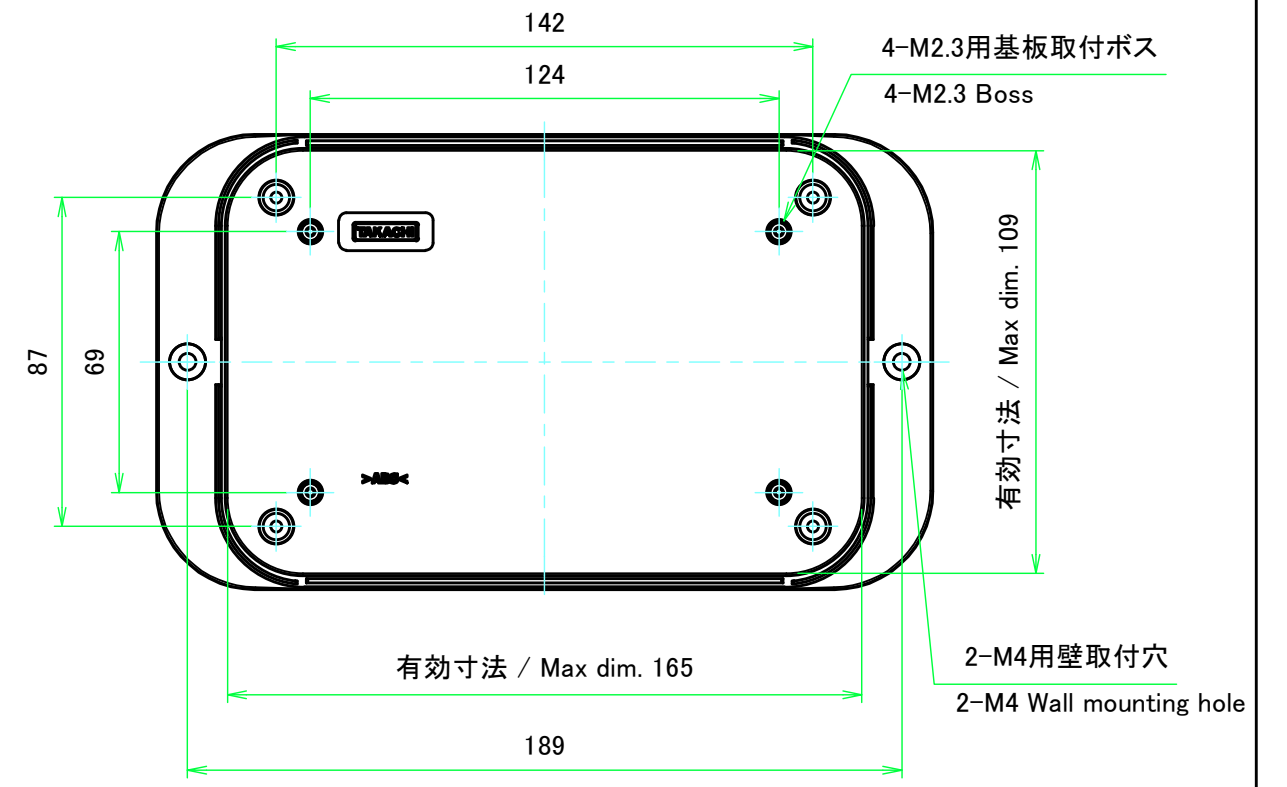 142
4-M2.3用基板取付ボス
124
4-M2.3 Boss
TAKACHI
87
69
有効寸法 / Max dim. 109
>ABS<
有効寸法 / Max dim. 165
2-M4用壁取付穴
2-M4 Wall mounting hole
189